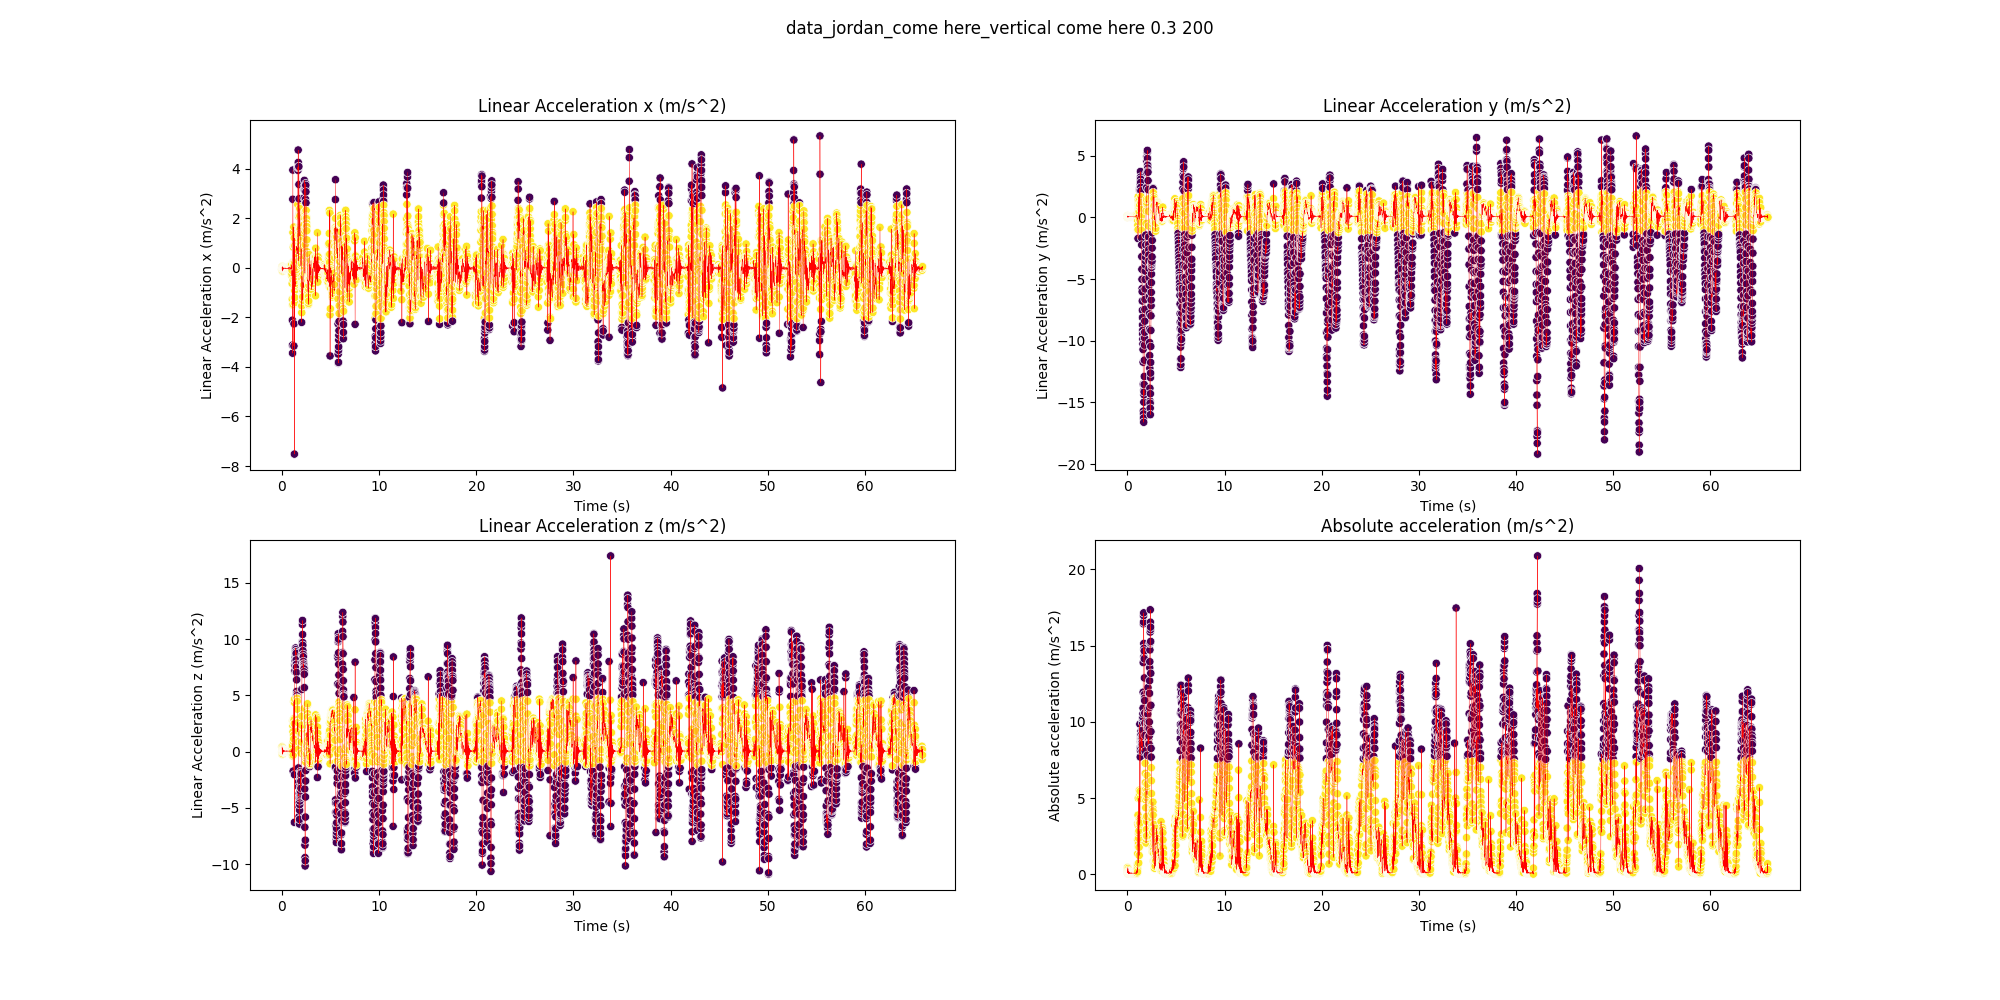 data_jordan_come here_vertical come here 0.3 200
Linear Acceleration x (m/s^2)
Linear Acceleration x (m/s^2)
4
2
0
−2
−4
−6
−8
0 10 20 30 40 50 60
Time (s)
Linear Acceleration y (m/s^2)
Linear Acceleration y (m/s^2)
5
0
−5
−10
−15
−20
0 10 20 30 40 50 60
Time (s)
Linear Acceleration z (m/s^2)
Linear Acceleration z (m/s^2)
15
10
5
0
−5
−10
0 10 20 30 40 50 60
Time (s)
Absolute acceleration (m/s^2)
Absolute acceleration (m/s^2)
20
15
10
5
0
0 10 20 30 40 50 60
Time (s)